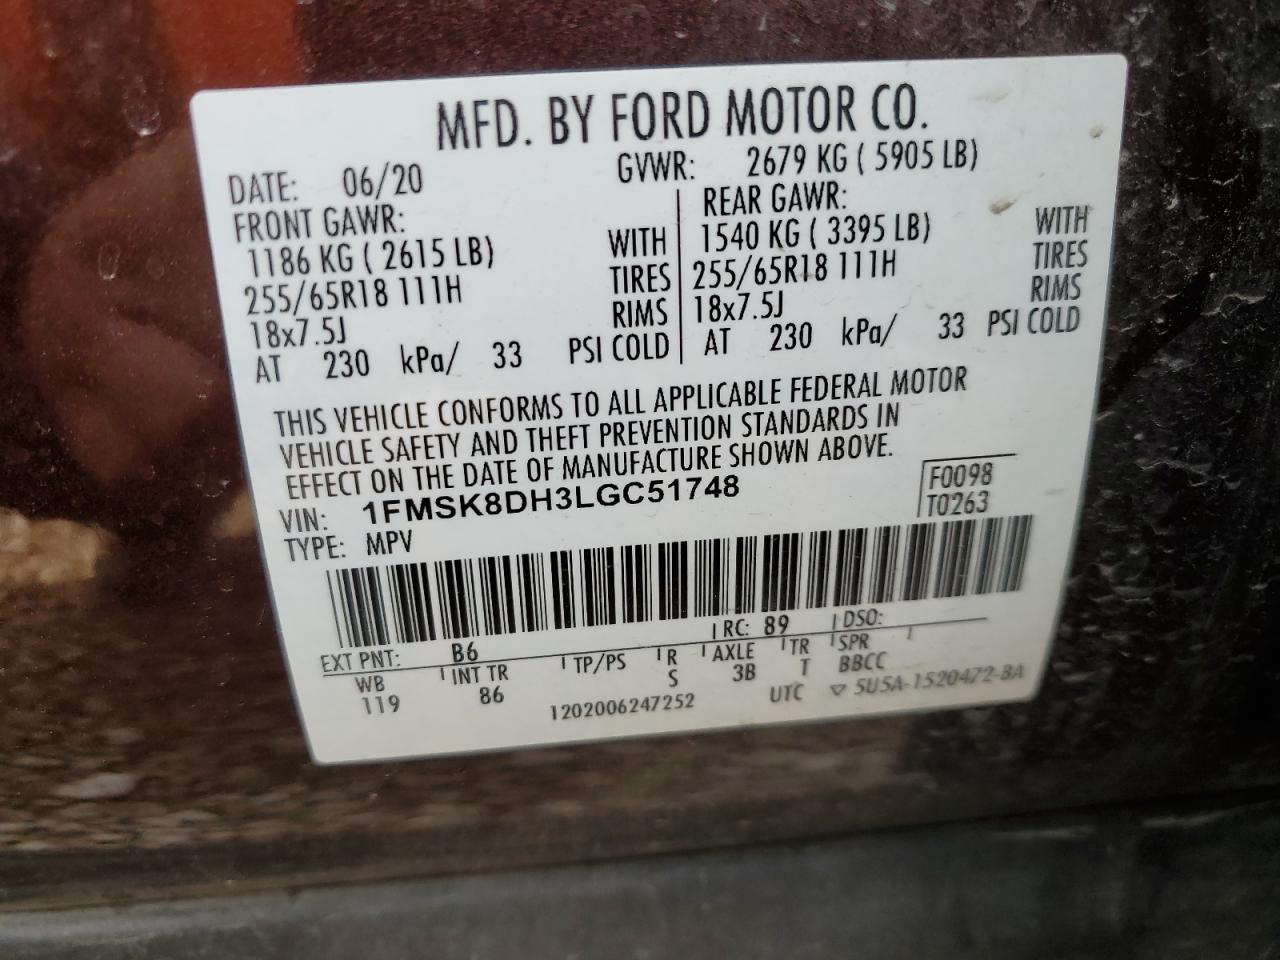 MFD. BY FORD MOTOR CO.
DATE: 06/20 GVWR: 2679 KG ( 5905 LB)
FRONT GAWR: REAR GAWR:
1186 KG ( 2615 LB) WITH 1540 KG ( 3395 LB) WITH
255/65R18 111H TIRES 255/65R18 111H TIRES
18x7.5J RIMS 18x7.5J RIMS
AT 230 kPa/ 33 PSI COLD AT 230 kPa/ 33 PSI COLD
THIS VEHICLE CONFORMS TO ALL APPLICABLE FEDERAL MOTOR
VEHICLE SAFETY AND THEFT PREVENTION STANDARDS IN
EFFECT ON THE DATE OF MANUFACTURE SHOWN ABOVE.
VIN: 1FMSK8DH3LGC51748 F0098
TYPE: MPV T0263
EXT PNT: B6 RC: 89 DSO:
WB INT TR TP/PS R AXLE TR SPR
119 86 S 3B T BBCC
1202006247252 UTC ▽ 5U5A-1520472-BA